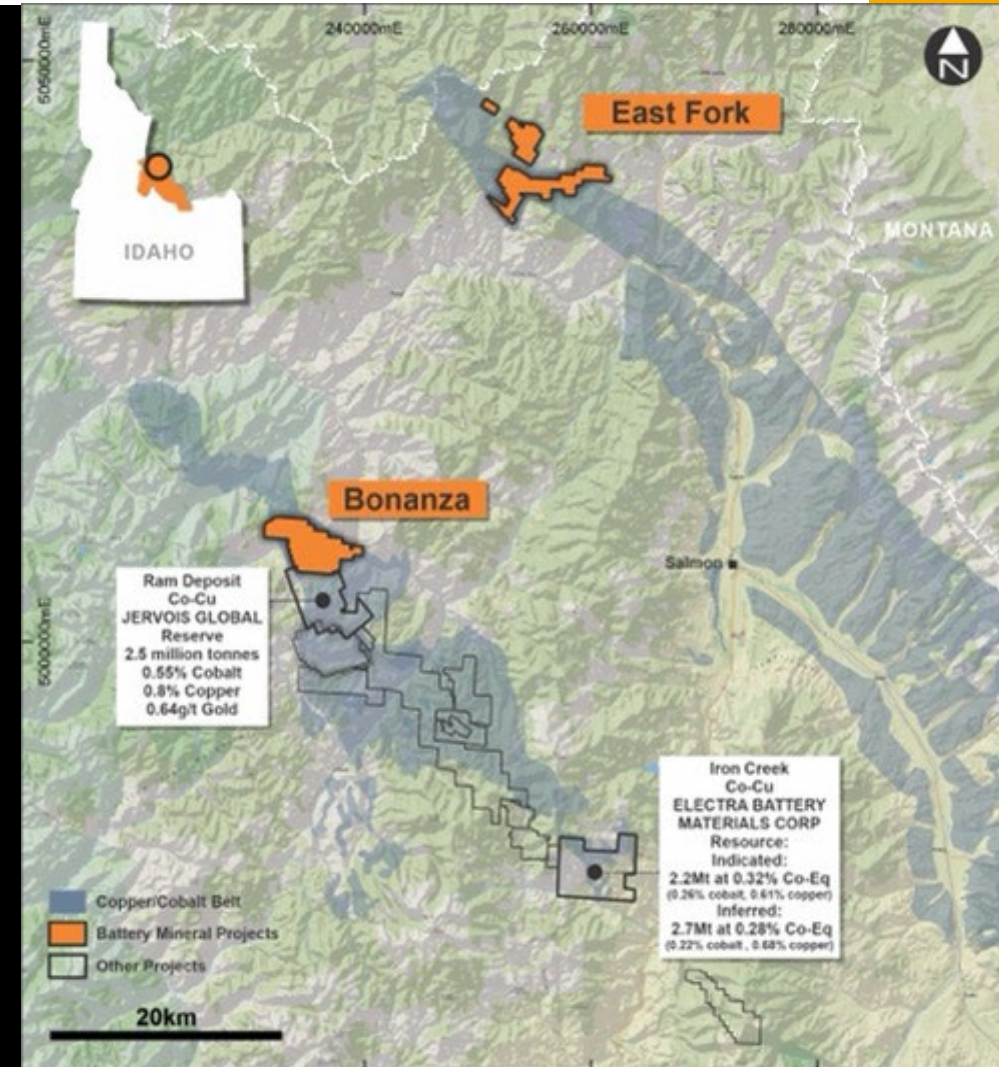 240000mE
260000mE
280000mE
5050000mE
N
East Fork
MONTANA
IDAHO
Bonanza
Salmon
Ram Deposit
Co-Cu
JERVOIS GLOBAL
Reserve
2.5 million tonnes
0.55% Cobalt
0.8% Copper
0.64g/t Gold
5000000mE
Iron Creek
Co-Cu
ELECTRA BATTERY
MATERIALS CORP
Resource:
Indicated:
2.2Mt at 0.32% Co-Eq
(0.26% cobalt, 0.61% copper)
Inferred:
2.7Mt at 0.28% Co-Eq
(0.22% cobalt , 0.68% copper)
Copper/Cobalt Belt
Battery Mineral Projects
Other Projects
20km